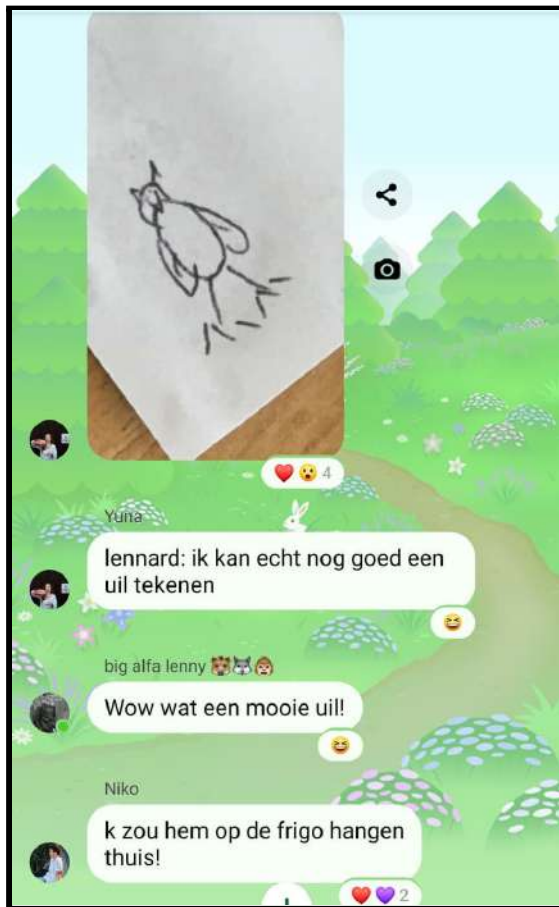 4
Yuna
lennard: ik kan echt nog goed een
uil tekenen
big alfa lenny 🐯🐺🐵
Wow wat een mooie uil!
Niko
k zou hem op de frigo hangen
thuis!
2